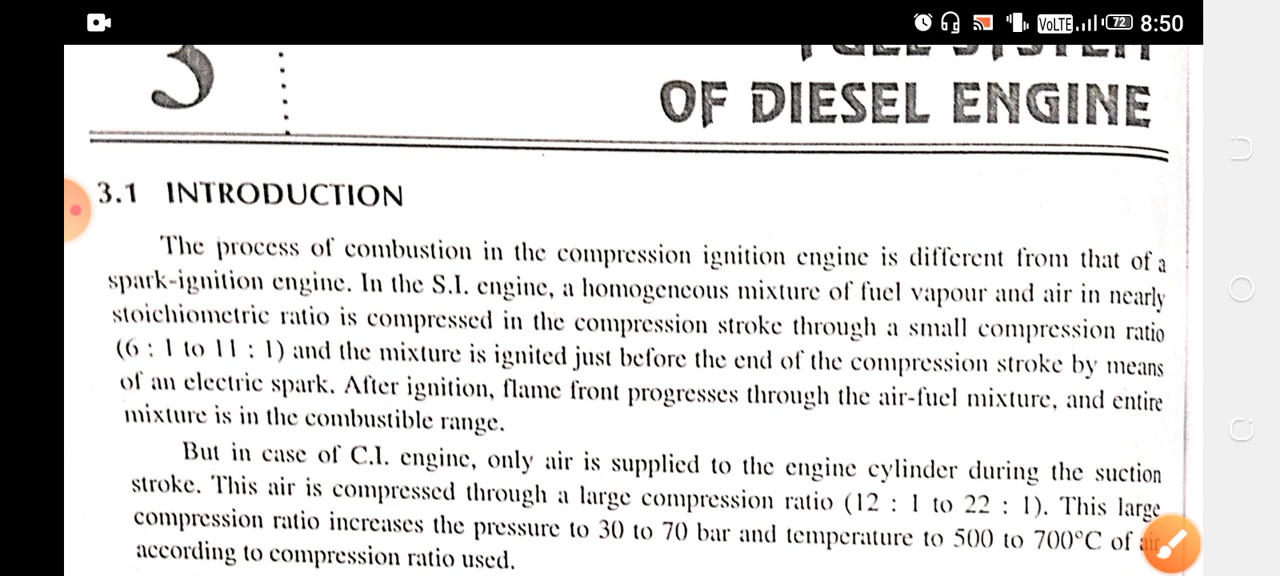 VoLTE 72 8:50
3
OF DIESEL ENGINE
3.1 INTRODUCTION
The process of combustion in the compression ignition engine is different from that of a
spark-ignition engine. In the S.I. engine, a homogeneous mixture of fuel vapour and air in nearly
stoichiometric ratio is compressed in the compression stroke through a small compression ratio
(6 : 1 to 11 : 1) and the mixture is ignited just before the end of the compression stroke by means
of an electric spark. After ignition, flame front progresses through the air-fuel mixture, and entire
mixture is in the combustible range.
But in case of C.I. engine, only air is supplied to the engine cylinder during the suction
stroke. This air is compressed through a large compression ratio (12 : 1 to 22 : 1). This large
compression ratio increases the pressure to 30 to 70 bar and temperature to 500 to 700°C of air
according to compression ratio used.